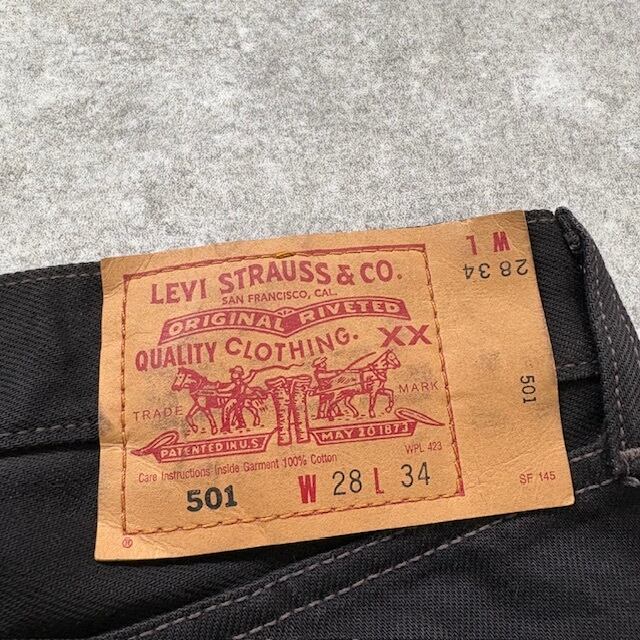 LEVI STRAUSS & CO.
SAN FRANCISCO, CAL.
ORIGINAL RIVETED
QUALITY CLOTHING. XX
TRADE MARK
PATENTED IN U.S. MAY 20 1873
WPL 423
Care Instructions Inside Garment 100% Cotton
501 W 28 L 34
SF 145
®
W L
28 34
501